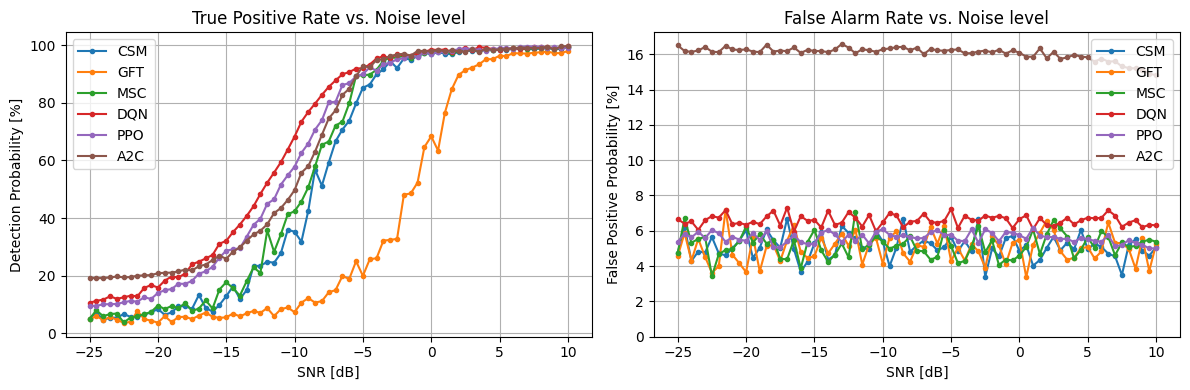 True Positive Rate vs. Noise level
Detection Probability [%]
100
80
60
40
20
0
CSM
GFT
MSC
DQN
PPO
A2C
−25
−20
−15
−10
−5
0
5
10
SNR [dB]
False Alarm Rate vs. Noise level
False Positive Probability [%]
16
14
12
10
8
6
4
2
0
CSM
GFT
MSC
DQN
PPO
A2C
−25
−20
−15
−10
−5
0
5
10
SNR [dB]